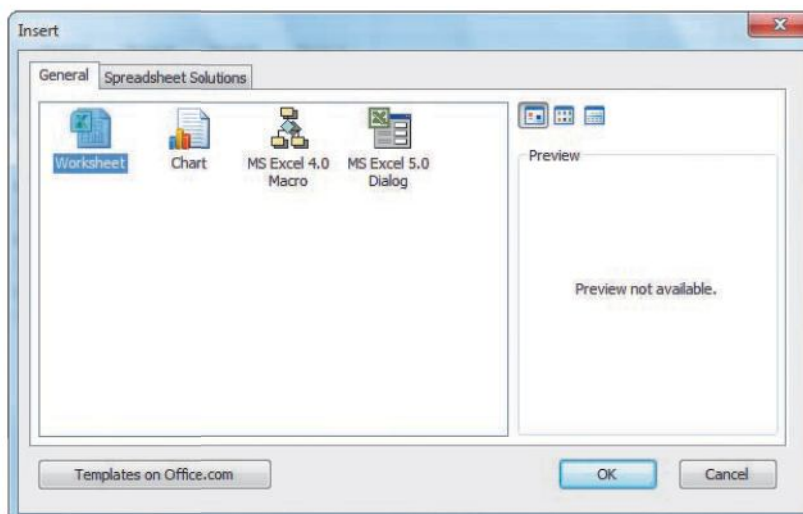 Insert
General Spreadsheet Solutions
Worksheet Chart MS Excel 4.0 Macro MS Excel 5.0 Dialog
Preview
Preview not available.
Templates on Office.com OK Cancel